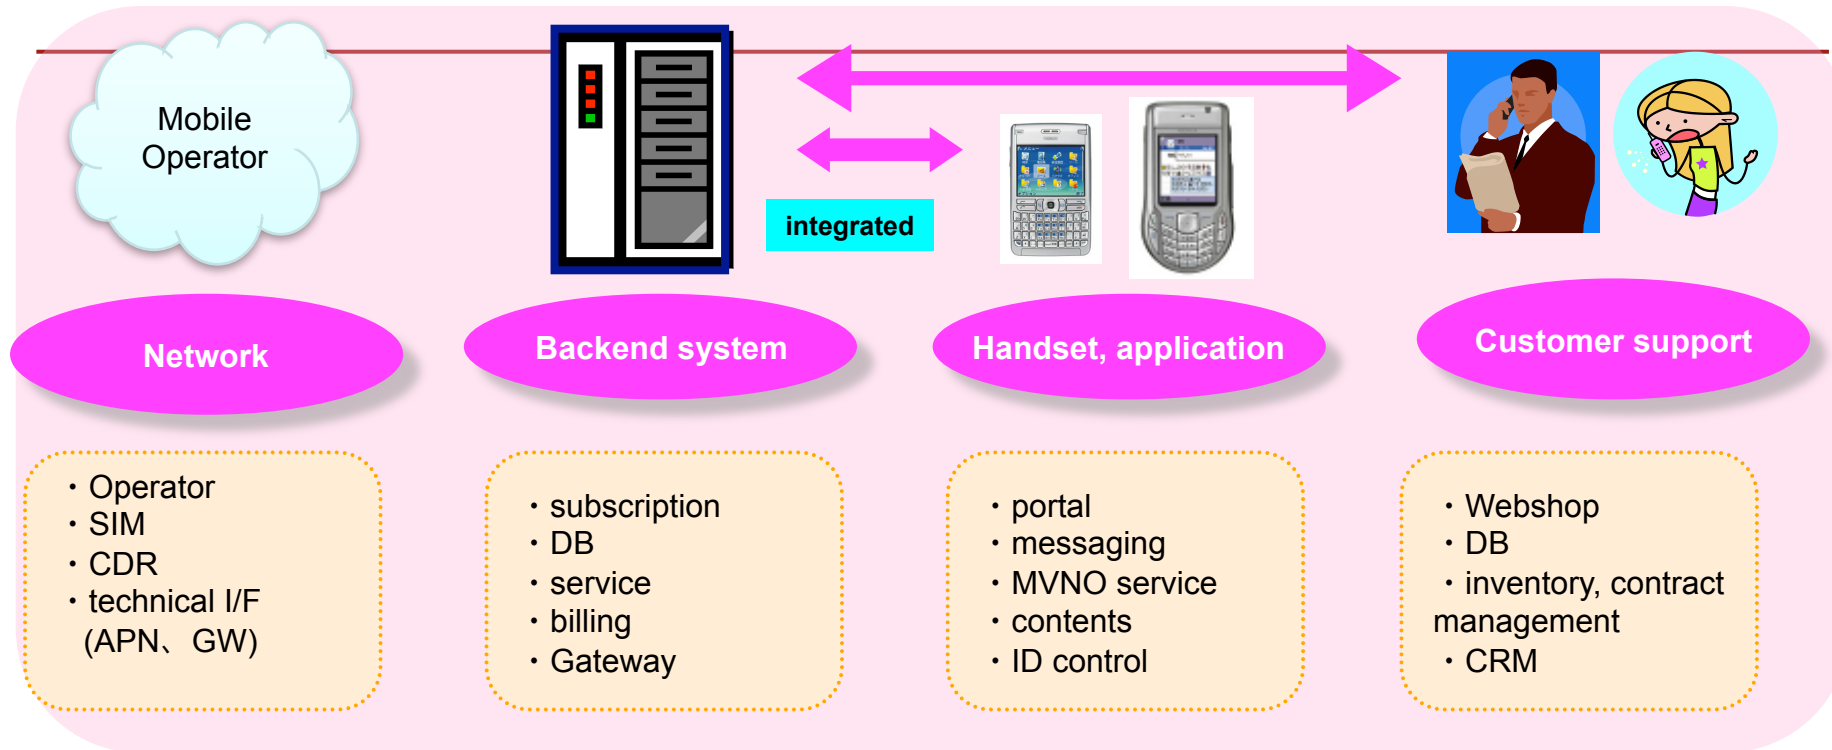 Mobile
Operator
integrated
Network
Backend system
Handset, application
Customer support
・Operator
・SIM
・CDR
・technical I/F
(APN、GW)
・subscription
・DB
・service
・billing
・Gateway
・portal
・messaging
・MVNO service
・contents
・ID control
・Webshop
・DB
・inventory, contract
management
・CRM